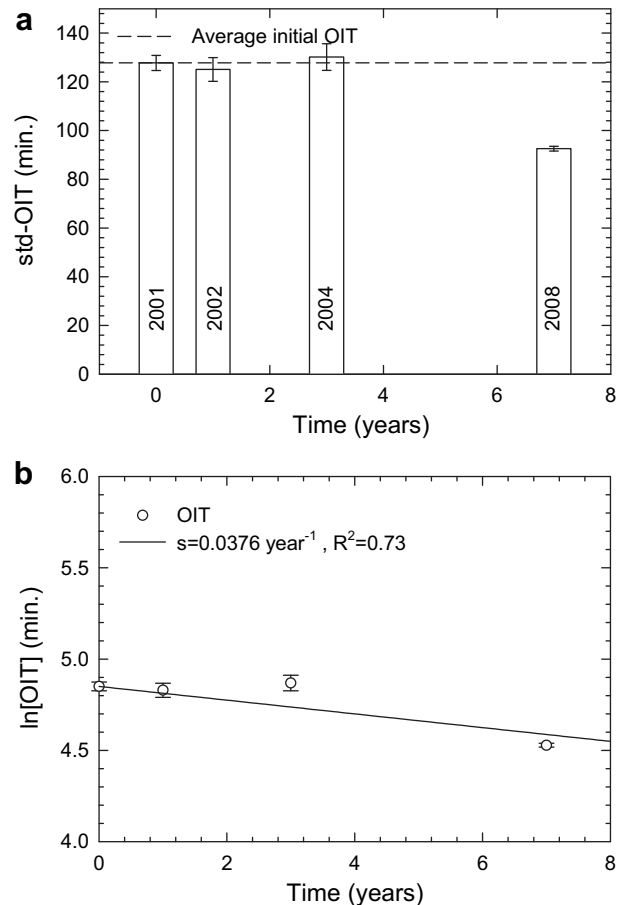 a
140
120
100
80
60
40
20
0
std-OIT (min.)
Average initial OIT
2001
2002
2004
2008
0 2 4 6 8
Time (years)
b
6.0
5.5
5.0
4.5
4.0
ln[OIT] (min.)
OIT
s=0.0376 year⁻¹ , R²=0.73
0 2 4 6 8
Time (years)